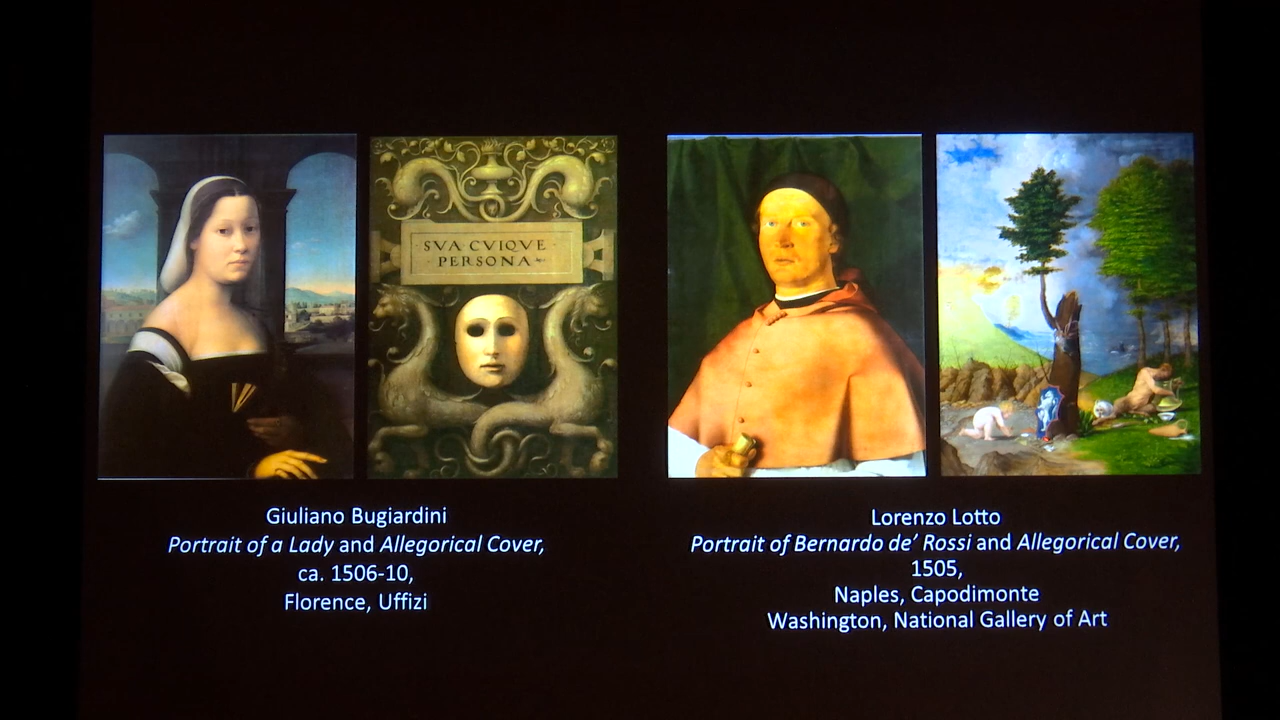 SVA CVIQVE
PERSONA
Giuliano Bugiardini
Portrait of a Lady and Allegorical Cover,
ca. 1506-10,
Florence, Uffizi
Lorenzo Lotto
Portrait of Bernardo de’ Rossi and Allegorical Cover,
1505,
Naples, Capodimonte
Washington, National Gallery of Art